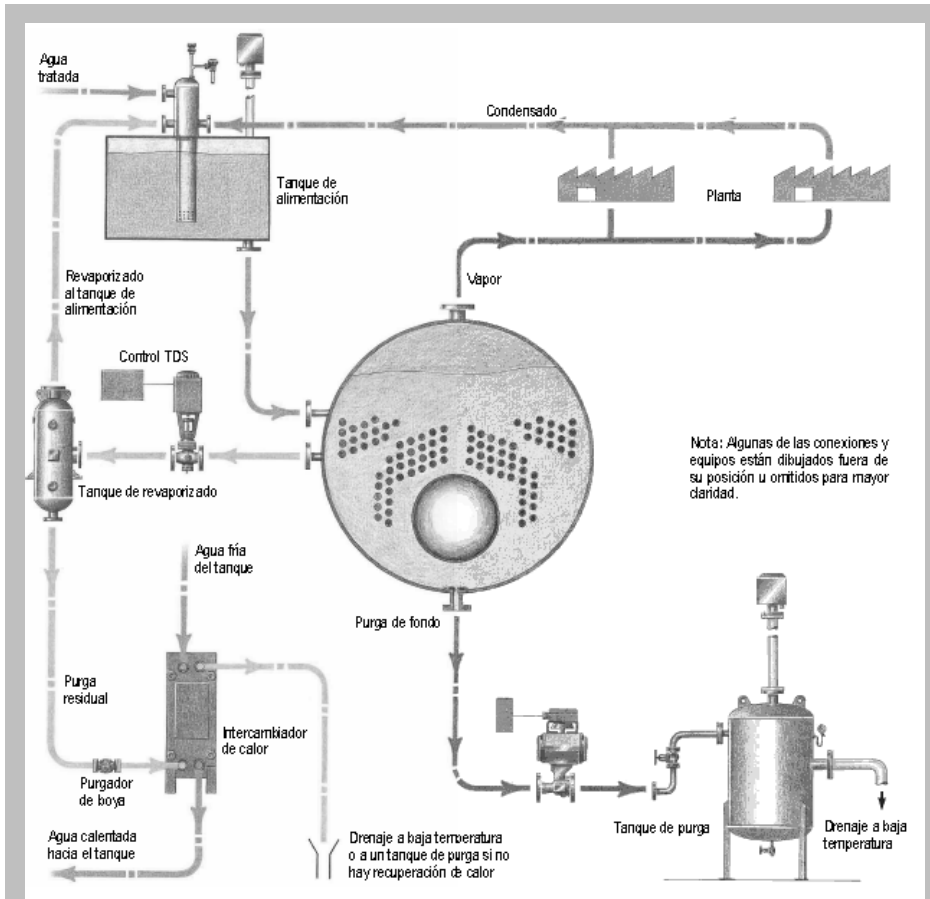 Agua
tratada
Condensado
Tanque de
alimentación
Planta
Revaporizado
al tanque de
alimentación
Vapor
Control TDS
Nota: Algunas de las conexiones y
equipos están dibujados fuera de
su posición u omitidos para mayor
claridad.
Tanque de revaporizado
Agua fría
del tanque
Purga de fondo
Purga
residual
Intercambiador
de calor
Purgador
de boya
Tanque de purga
Drenaje a baja
temperatura
Agua calentada
hacia el tanque
Drenaje a baja temperatura
o a un tanque de purga si no
hay recuperación de calor